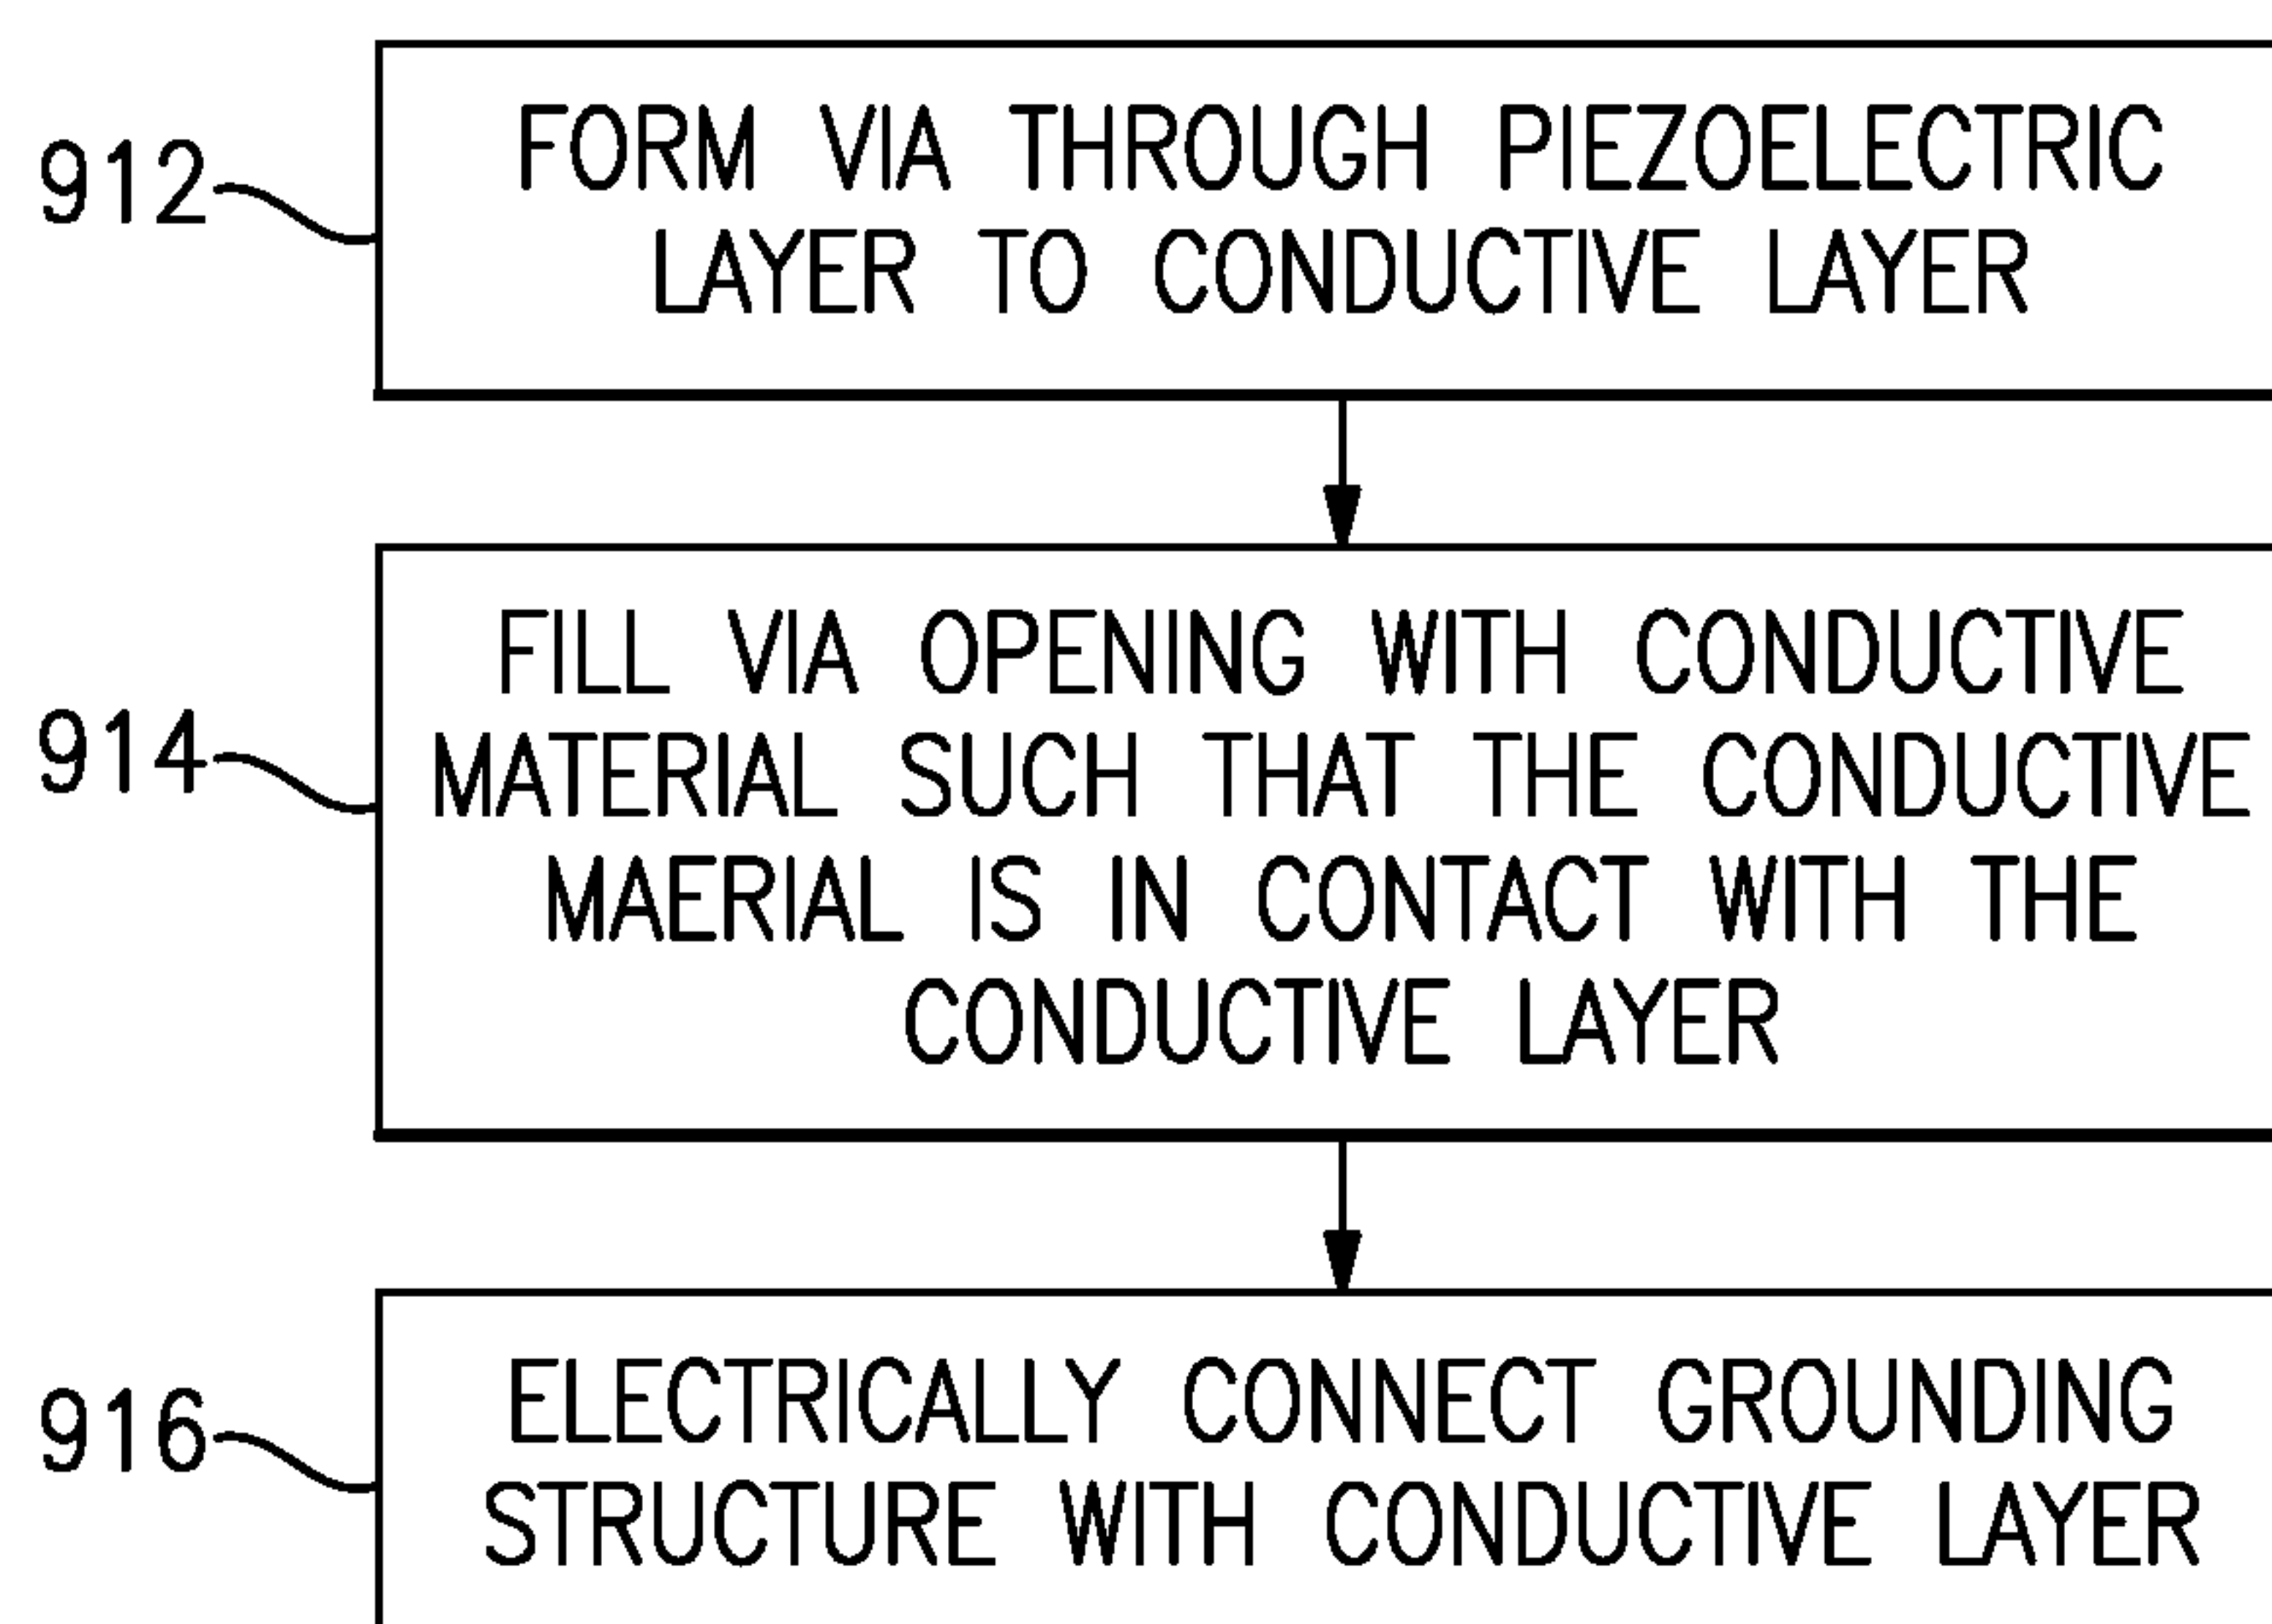 912
FORM VIA THROUGH PIEZOELECTRIC
LAYER TO CONDUCTIVE LAYER
914
FILL VIA OPENING WITH CONDUCTIVE
MATERIAL SUCH THAT THE CONDUCTIVE
MAERIAL IS IN CONTACT WITH THE
CONDUCTIVE LAYER
916
ELECTRICALLY CONNECT GROUNDING
STRUCTURE WITH CONDUCTIVE LAYER